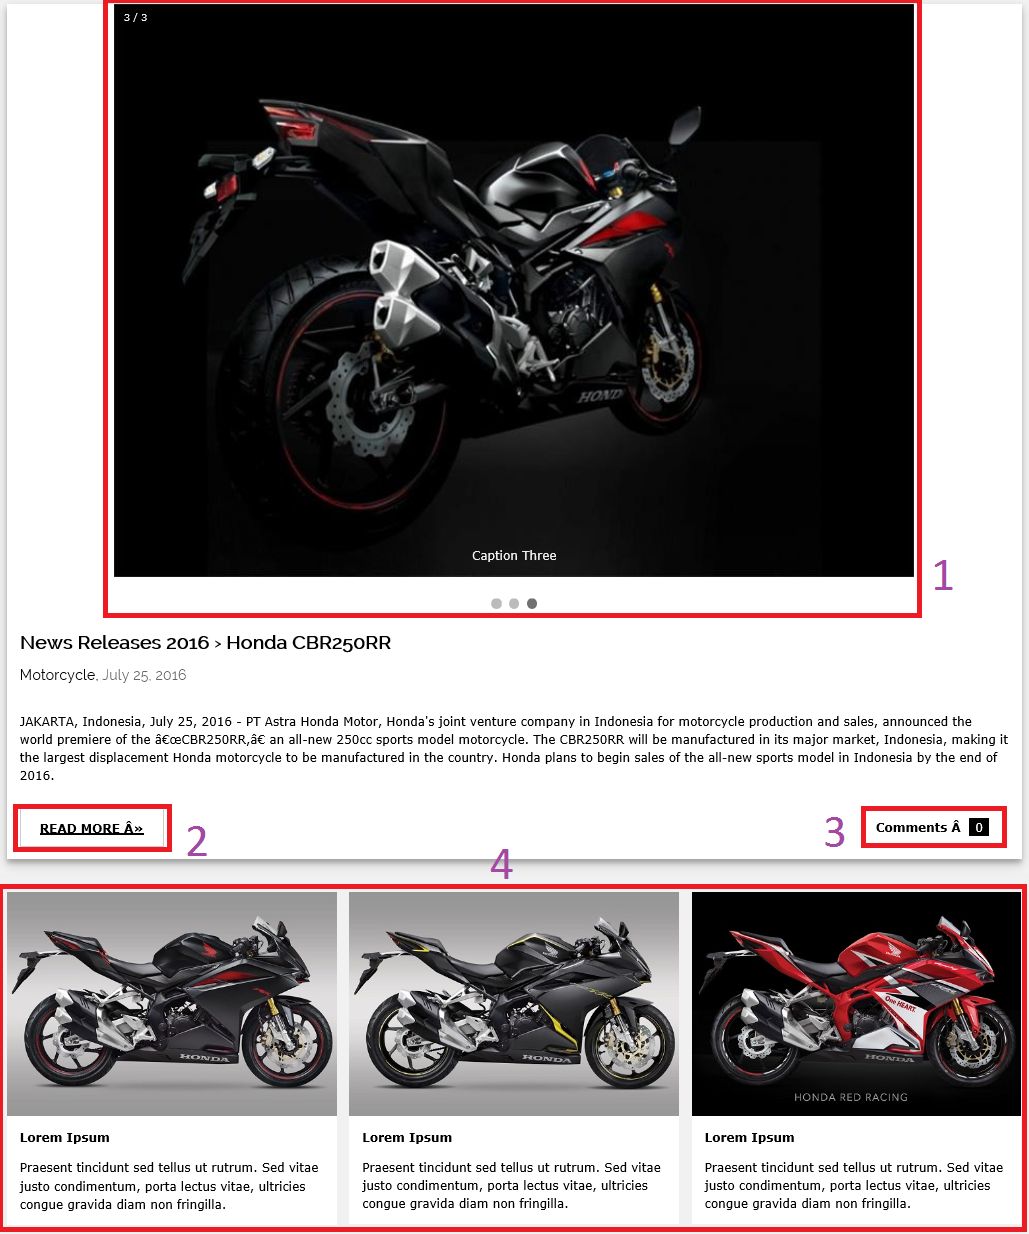 3 / 3
HONDA
Caption Three
1
News Releases 2016 > Honda CBR250RR
Motorcycle, July 25, 2016
JAKARTA, Indonesia, July 25, 2016 - PT Astra Honda Motor, Honda's joint venture company in Indonesia for motorcycle production and sales, announced the
world premiere of the â€œCBR250RR,â€ an all-new 250cc sports model motorcycle. The CBR250RR will be manufactured in its major market, Indonesia, making it
the largest displacement Honda motorcycle to be manufactured in the country. Honda plans to begin sales of the all-new sports model in Indonesia by the end of
2016.
READ MORE Â»
2
3
Comments Â 0
4
HONDA
HONDA
One HEART.
HONDA
HONDA RED RACING
Lorem Ipsum
Praesent tincidunt sed tellus ut rutrum. Sed vitae
justo condimentum, porta lectus vitae, ultricies
congue gravida diam non fringilla.
Lorem Ipsum
Praesent tincidunt sed tellus ut rutrum. Sed vitae
justo condimentum, porta lectus vitae, ultricies
congue gravida diam non fringilla.
Lorem Ipsum
Praesent tincidunt sed tellus ut rutrum. Sed vitae
justo condimentum, porta lectus vitae, ultricies
congue gravida diam non fringilla.